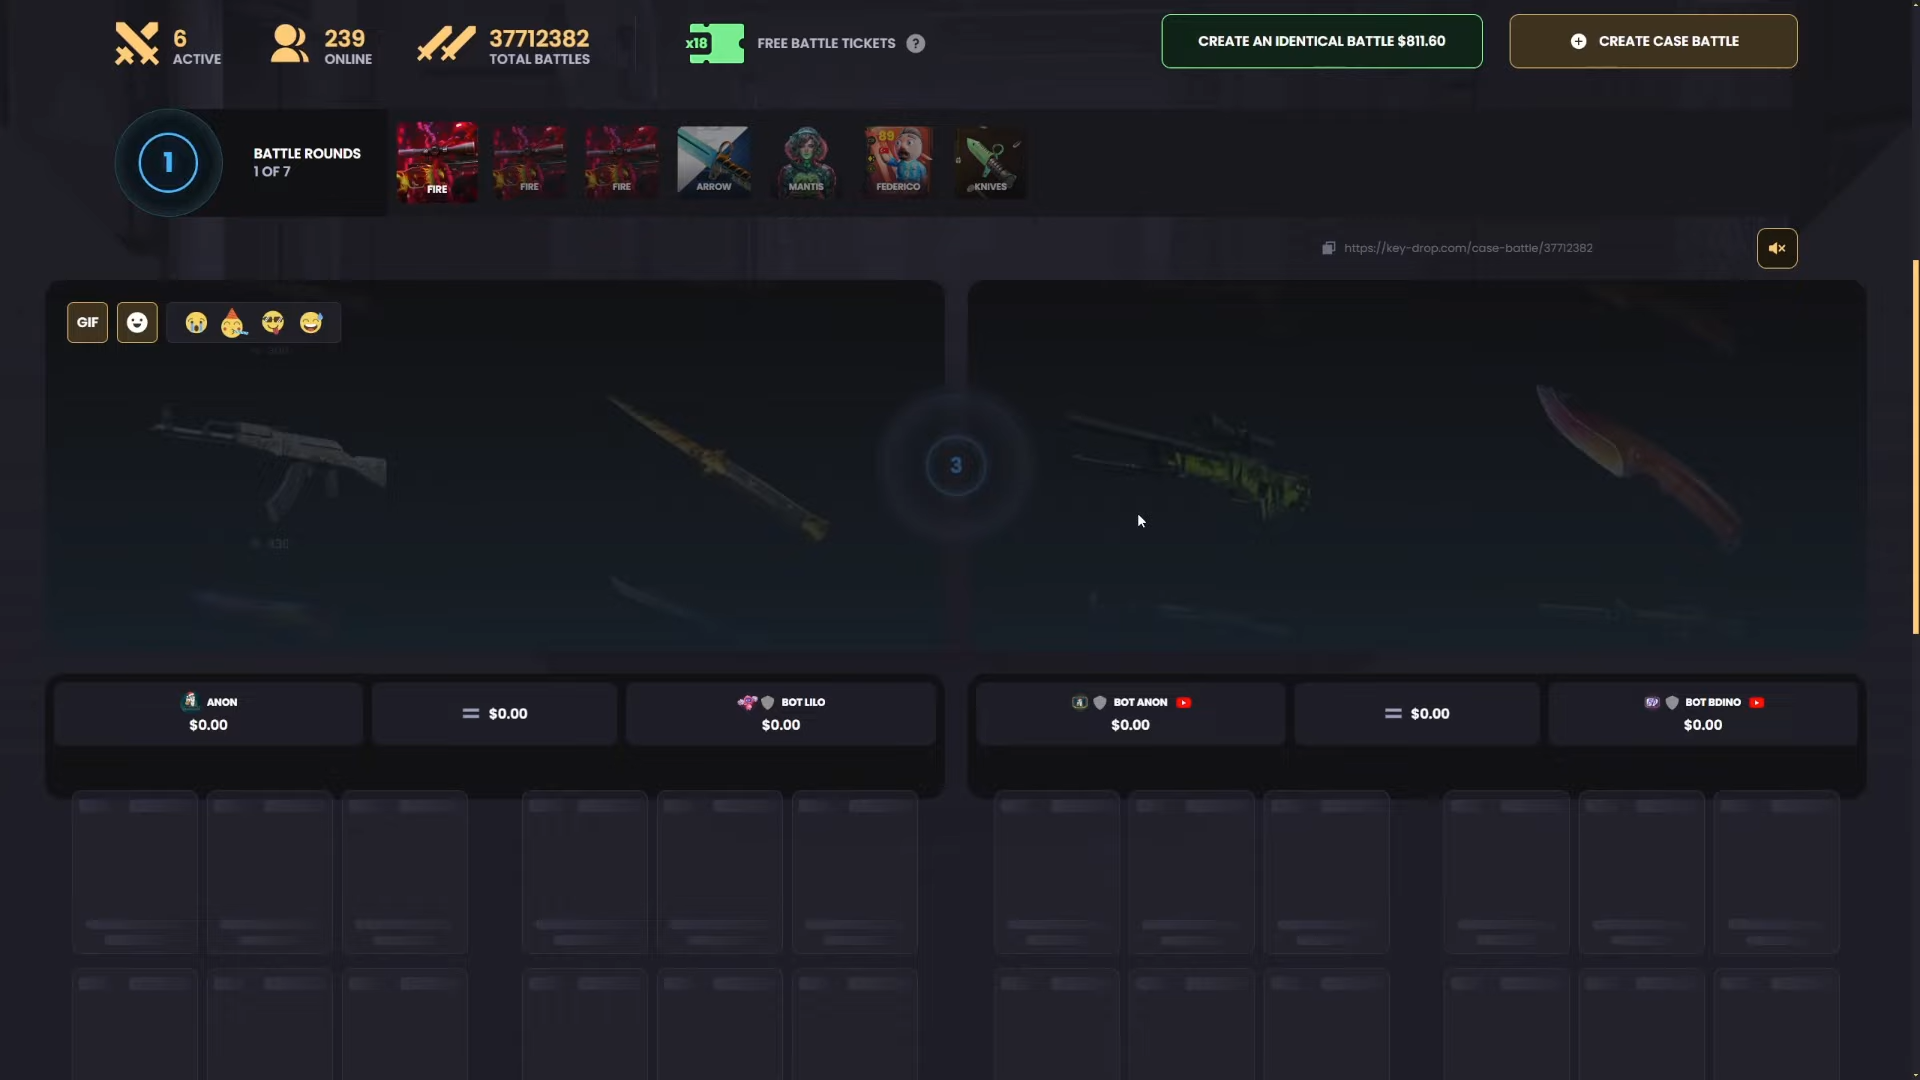 6
ACTIVE
239
ONLINE
37712382
TOTAL BATTLES
x18
FREE BATTLE TICKETS ?
CREATE AN IDENTICAL BATTLE $811.60
CREATE CASE BATTLE
1
BATTLE ROUNDS
1 OF 7
FIRE
FIRE
FIRE
ARROW
MANTIS
89
FEDERICO
KNIVES
https://key-drop.com/case-battle/37712382
GIF
3
ANON
$0.00
= $0.00
BOT LILO
$0.00
BOT ANON
$0.00
= $0.00
BOT BDINO
$0.00